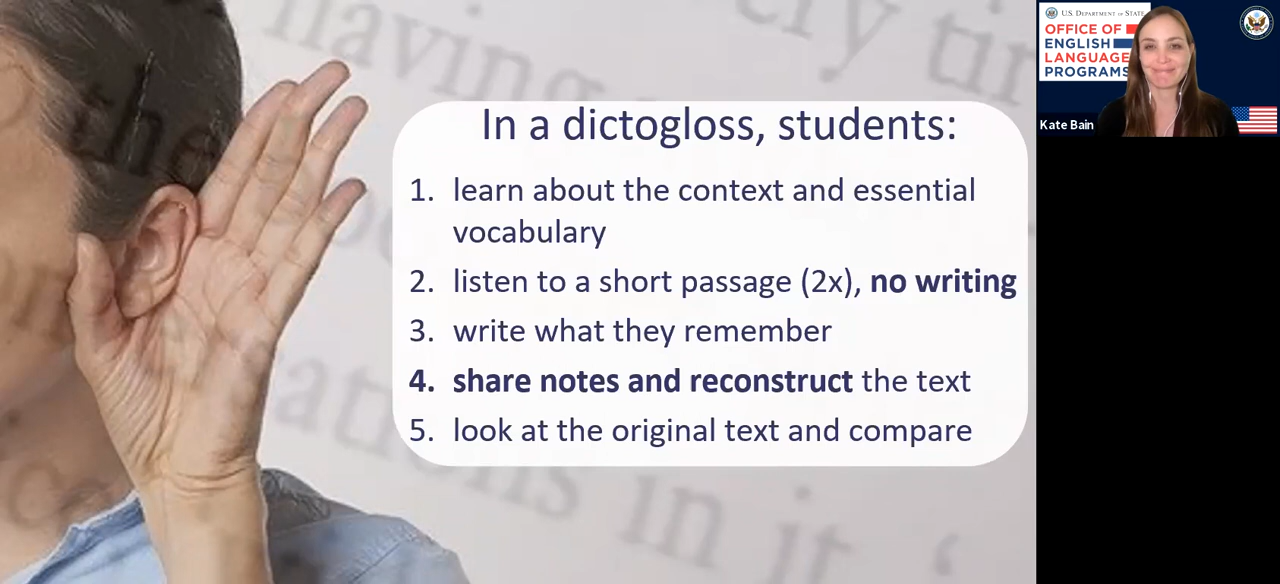 In a dictogloss, students:
1. learn about the context and essential
vocabulary
2. listen to a short passage (2x), no writing
3. write what they remember
4. share notes and reconstruct the text
5. look at the original text and compare
U.S. DEPARTMENT OF STATE
OFFICE OF
ENGLISH
LANGUAGE
PROGRAMS
Kate Bain